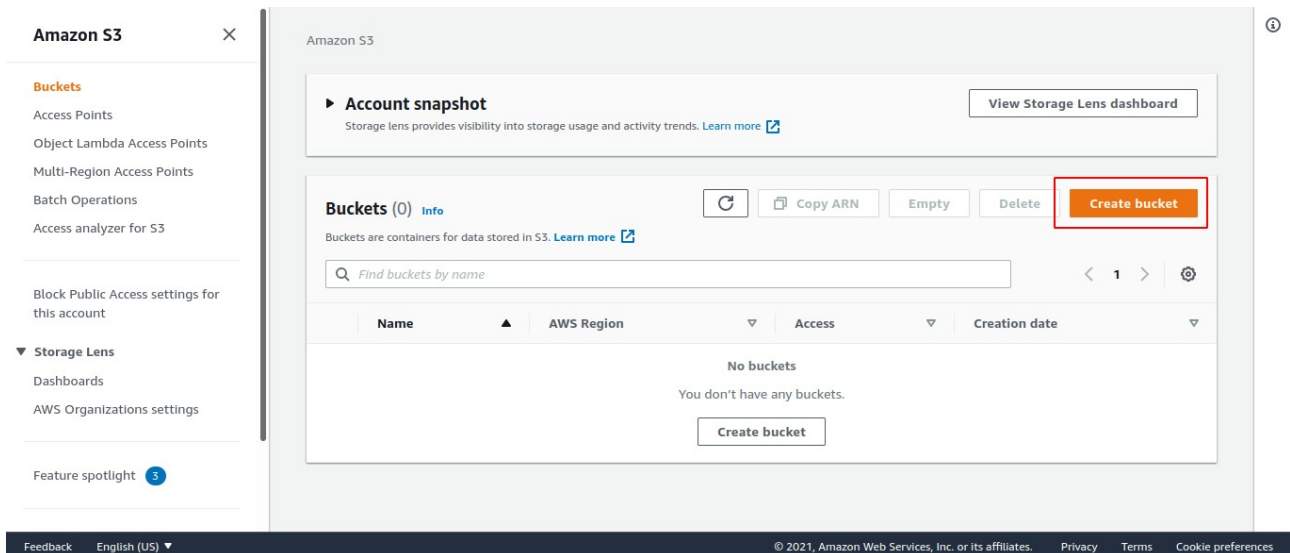 Amazon S3
Buckets
Access Points
Object Lambda Access Points
Multi-Region Access Points
Batch Operations
Access analyzer for S3
Block Public Access settings for
this account
Storage Lens
Dashboards
AWS Organizations settings
Feature spotlight 3
Amazon S3
Account snapshot
View Storage Lens dashboard
Storage lens provides visibility into storage usage and activity trends. Learn more
Buckets (0) Info
Copy ARN Empty Delete Create bucket
Buckets are containers for data stored in S3. Learn more
Find buckets by name
1
Name AWS Region Access Creation date
No buckets
You don't have any buckets.
Create bucket
Feedback English (US) © 2021, Amazon Web Services, Inc. or its affiliates. Privacy Terms Cookie preferences